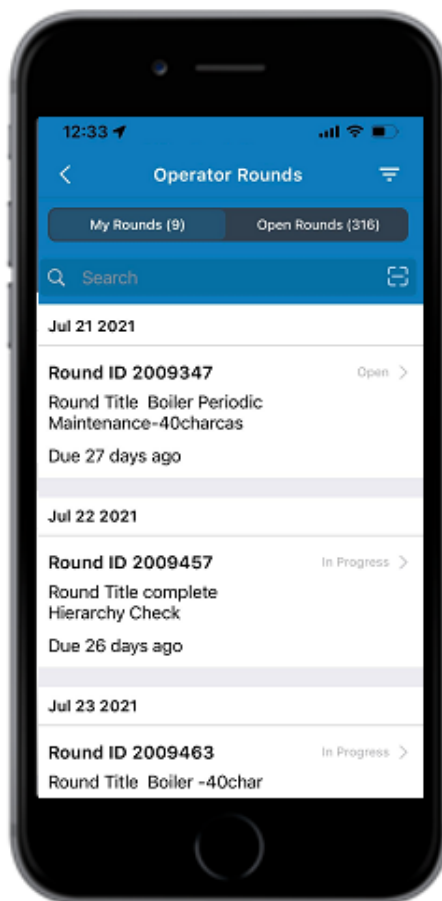 12:33
Operator Rounds
My Rounds (9) Open Rounds (316)
Search
Jul 21 2021
Round ID 2009347 Open
Round Title Boiler Periodic
Maintenance-40charcas
Due 27 days ago
Jul 22 2021
Round ID 2009457 In Progress
Round Title complete
Hierarchy Check
Due 26 days ago
Jul 23 2021
Round ID 2009463 In Progress
Round Title Boiler -40char